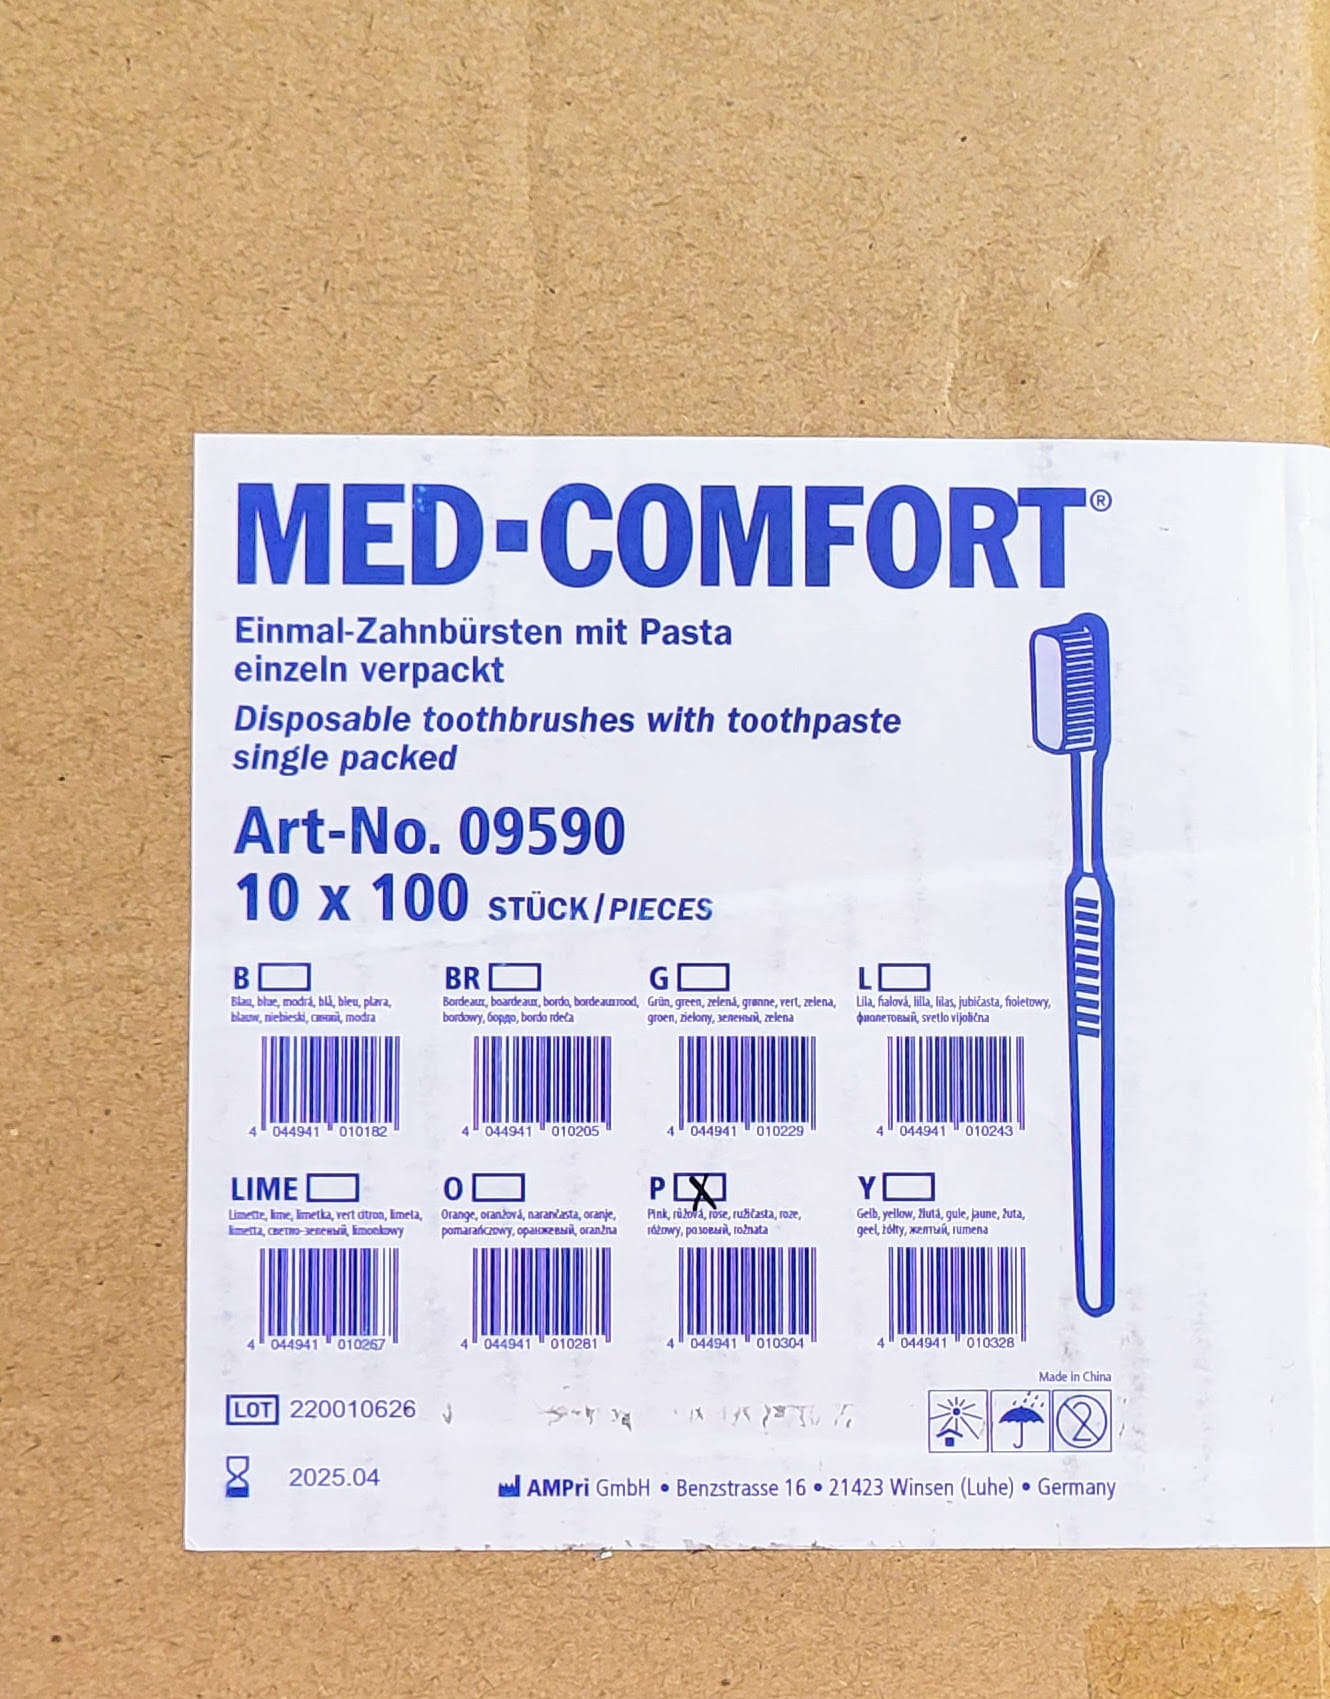 MED-COMFORT®
Einmal-Zahnbürsten mit Pasta
einzeln verpackt
Disposable toothbrushes with toothpaste
single packed
Art-No. 09590
10 x 100 STÜCK/PIECES
B
Blau, blue, modrá, blå, bleu, plava,
blauw, niebieski, синий, modra
4 044941 010182
BR
Bordeaux, boardeaux, bordo, bordeauxrood,
bordowy, бордо, bordo rdeča
4 044941 010205
G
Grün, green, zelená, grønne, vert, zelena,
groen, zielony, зеленый, zelena
4 044941 010229
L
Lila, fialová, lilla, lilas, jubičasta, fioletowy,
фиолетовый, svetlo vijolična
4 044941 010243
LIME
Limette, lime, limetka, vert citron, limeta,
limetta, светло-зеленый, limonkowy
4 044941 010267
O
Orange, oranžová, narančasta, oranje,
pomarańczowy, оранжевый, oranžna
4 044941 010281
P X
Pink, růžová, rose, ružičasta, roze,
różowy, розовый, rožnata
4 044941 010304
Y
Gelb, yellow, žlutá, gule, jaune, žuta,
geel, żółty, желтый, rumena
4 044941 010328
Made in China
LOT 220010626
2
2025.04
AMPri GmbH • Benzstrasse 16 • 21423 Winsen (Luhe) • Germany